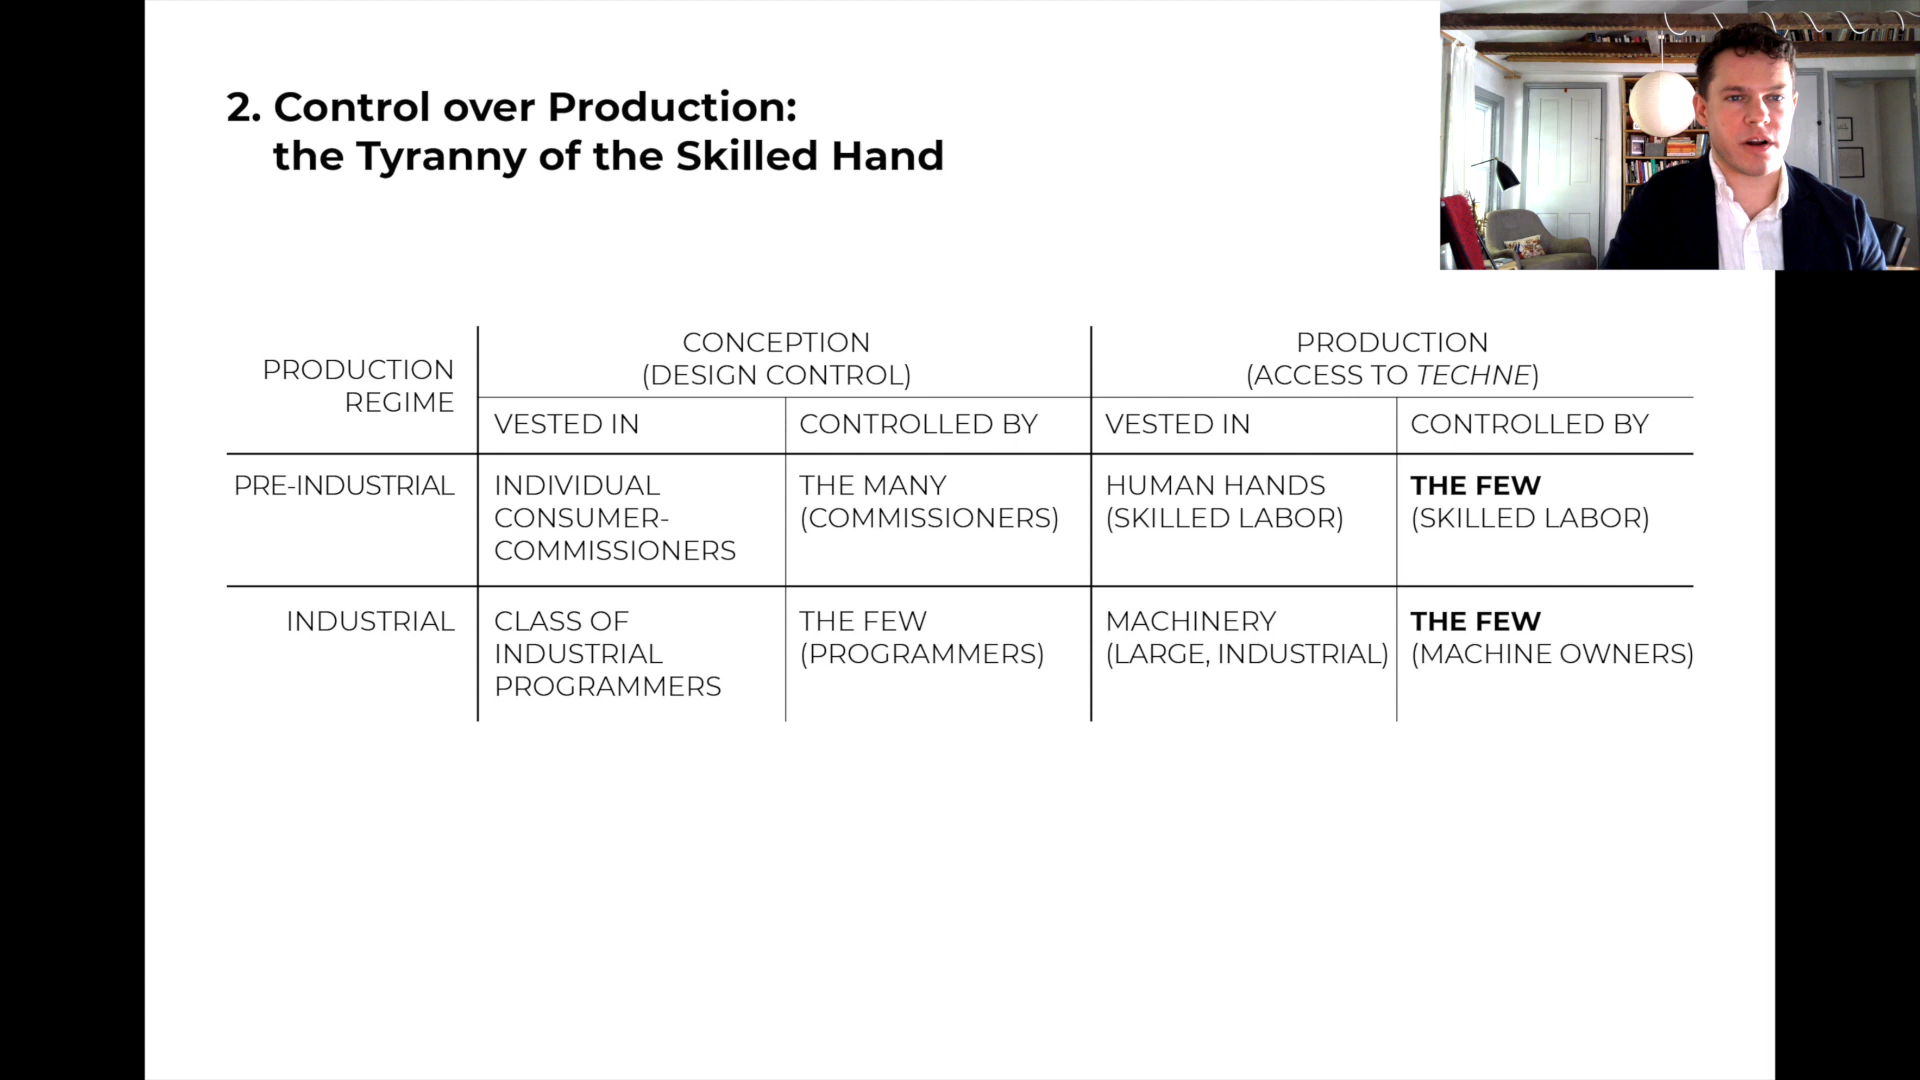 2. Control over Production:
the Tyranny of the Skilled Hand
PRODUCTION
REGIME
CONCEPTION
(DESIGN CONTROL)
PRODUCTION
(ACCESS TO TECHNE)
VESTED IN
CONTROLLED BY
VESTED IN
CONTROLLED BY
PRE-INDUSTRIAL
INDIVIDUAL
CONSUMER-
COMMISSIONERS
THE MANY
(COMMISSIONERS)
HUMAN HANDS
(SKILLED LABOR)
THE FEW
(SKILLED LABOR)
INDUSTRIAL
CLASS OF
INDUSTRIAL
PROGRAMMERS
THE FEW
(PROGRAMMERS)
MACHINERY
(LARGE, INDUSTRIAL)
THE FEW
(MACHINE OWNERS)